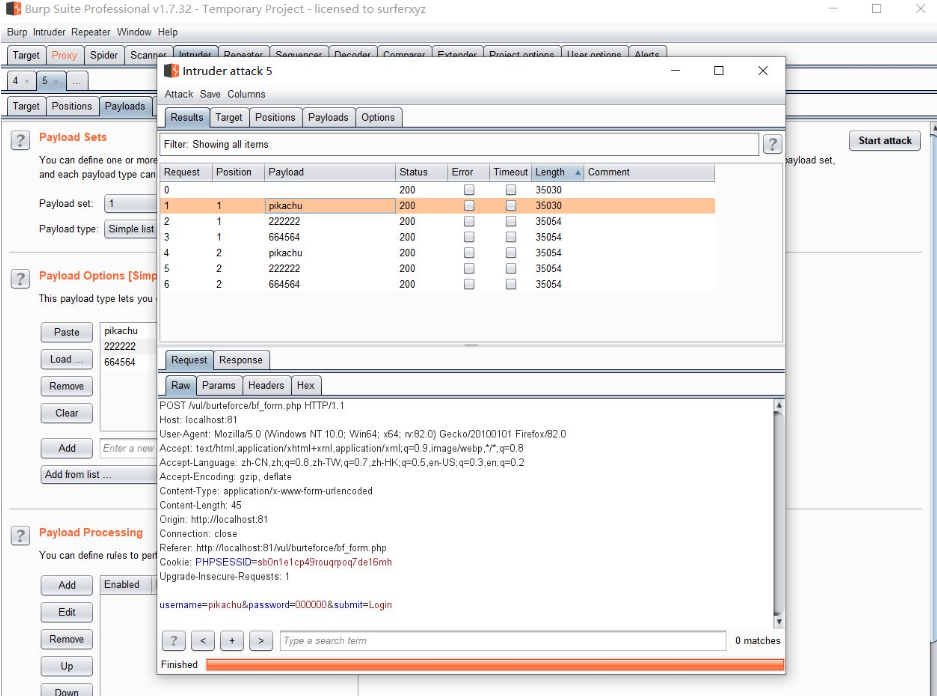 Burp Suite Professional v1.7.32 - Temporary Project - licensed to surferxyz
Burp Intruder Repeater Window Help
Target Proxy Spider Scanner Intruder Repeater Sequencer Decoder Comparer Extender Project options User options Alerts
4 × 5 × ...
Target Positions Payloads
? Payload Sets
You can define one or more
and each payload type can
payload set,
Start attack
Payload set: 1
Payload type: Simple list
? Payload Options [Simp
This payload type lets you
Paste
Load ...
Remove
Clear
Add
Add from list ...
pikachu
222222
664564
Enter a new
? Payload Processing
You can define rules to perf
Add
Edit
Remove
Up
Down
Enabled
Intruder attack 5
Attack Save Columns
Results Target Positions Payloads Options
Filter: Showing all items ?
Request Position Payload Status Error Timeout Length Comment
0 200 35030
1 1 pikachu 200 35030
2 1 222222 200 35054
3 1 664564 200 35054
4 2 pikachu 200 35054
5 2 222222 200 35054
6 2 664564 200 35054
Request Response
Raw Params Headers Hex
POST /vul/burteforce/bf_form.php HTTP/1.1
Host: localhost:81
User-Agent: Mozilla/5.0 (Windows NT 10.0; Win64; x64; rv:82.0) Gecko/20100101 Firefox/82.0
Accept: text/html,application/xhtml+xml,application/xml;q=0.9,image/webp,*/*;q=0.8
Accept-Language: zh-CN,zh;q=0.8,zh-TW;q=0.7,zh-HK;q=0.5,en-US;q=0.3,en;q=0.2
Accept-Encoding: gzip, deflate
Content-Type: application/x-www-form-urlencoded
Content-Length: 45
Origin: http://localhost:81
Connection: close
Referer: http://localhost:81/vul/burteforce/bf_form.php
Cookie: PHPSESSID=sb0n1e1cp49rouqrpoq7de16mh
Upgrade-Insecure-Requests: 1
username=pikachu&password=000000&submit=Login
? < + > Type a search term 0 matches
Finished